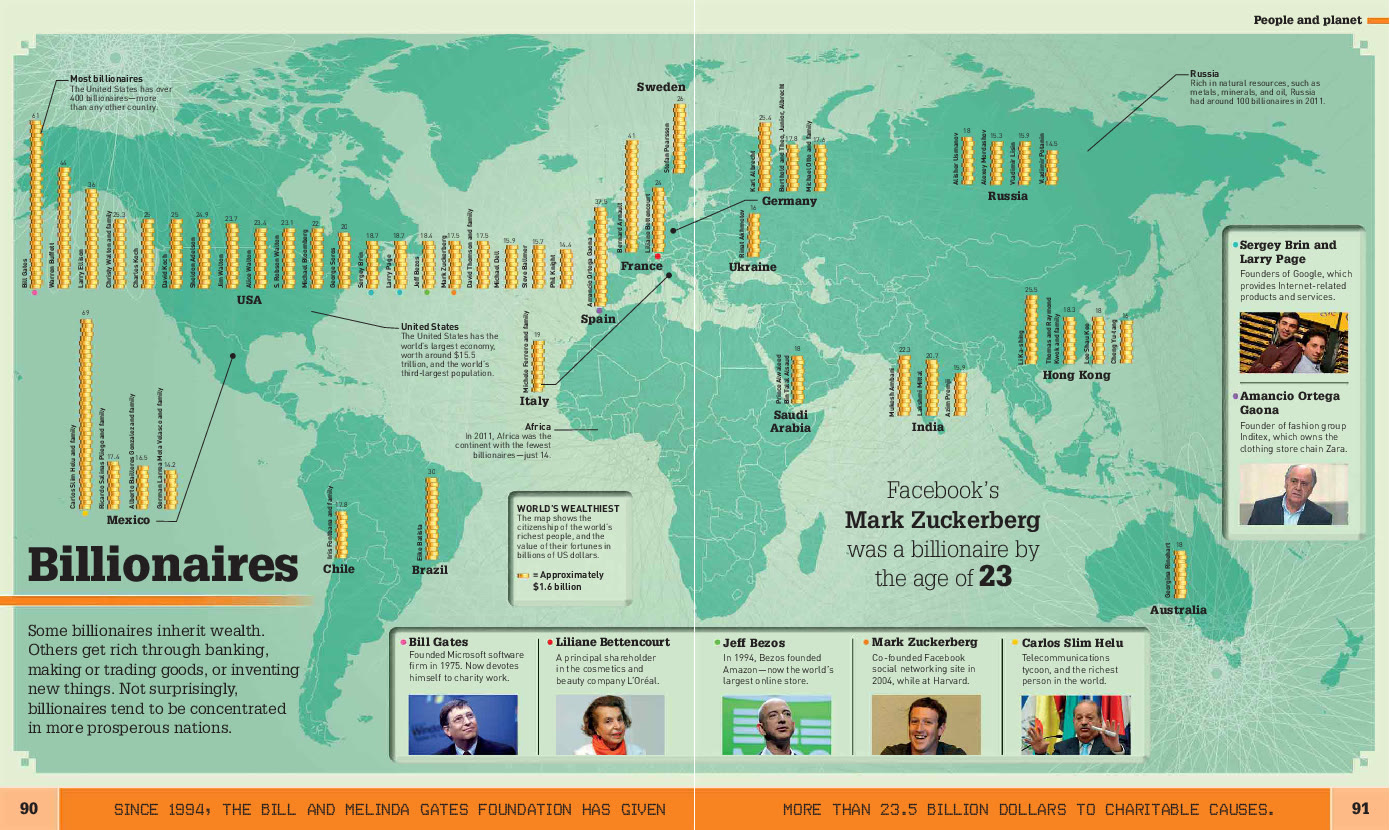 People and planet
Most billionaires
The United States has over
400 billionaires—more
than any other country.
61
Bill Gates
44
Warren Buffett
36
Larry Ellison
25.3
Christy Walton and family
25
Charles Koch
25
David Koch
24.9
Sheldon Adelson
23.7
Jim Walton
23.4
Alice Walton
23.1
S. Robson Walton
22
Michael Bloomberg
20
George Soros
18.7
Sergey Brin
18.7
Larry Page
18.4
Jeff Bezos
17.5
Mark Zuckerberg
17.5
David Thomson and family
15.9
Michael Dell
15.7
Steve Ballmer
14.4
Phil Knight
USA
United States
The United States has the
world's largest economy,
worth around $15.5
trillion, and the world's
third-largest population.
69
Carlos Slim Helu and family
17.4
Ricardo Salinas Pliego and family
16.5
Alberto Bailleres Gonzalez and family
14.2
German Larrea Mota Velasco and family
Mexico
Sweden
26
Stefan Persson
41
Bernard Arnault
24
Liliane Bettencourt
France
37.5
Amancio Ortega Gaona
Spain
19
Michele Ferrero and family
Italy
25.4
Karl Albrecht
17.8
Berthold and Theo, Junior, Albrecht
17.6
Michael Otto and family
Germany
16
Rinat Akhmetov
Ukraine
Russia
Rich in natural resources, such as
metals, minerals, and oil, Russia
had around 100 billionaires in 2011.
18
Alisher Usmanov
15.3
Alexey Mordashov
15.9
Vladimir Lisin
14.5
Vladimir Potanin
Russia
Africa
In 2011, Africa was the
continent with the fewest
billionaires—just 14.
18
Prince Alwaleed
Bin Talal Alsaud
Saudi
Arabia
22.3
Mukesh Ambani
20.7
Lakshmi Mittal
15.9
Azim Premji
India
25.5
Li Ka-shing
18.3
Thomas and Raymond
Kwok and family
18
Lee Shau Kee
16
Cheng Yu-tung
Hong Kong
17.8
Iris Fontbona and family
Chile
30
Eike Batista
Brazil
18
Georgina Rinehart
Australia
WORLD'S WEALTHIEST
The map shows the
citizenship of the world's
richest people, and the
value of their fortunes in
billions of US dollars.
= Approximately
$1.6 billion
Facebook's
Mark Zuckerberg
was a billionaire by
the age of 23
Sergey Brin and
Larry Page
Founders of Google, which
provides Internet-related
products and services.
Amancio Ortega
Gaona
Founder of fashion group
Inditex, which owns the
clothing store chain Zara.
Billionaires
Some billionaires inherit wealth.
Others get rich through banking,
making or trading goods, or inventing
new things. Not surprisingly,
billionaires tend to be concentrated
in more prosperous nations.
Bill Gates
Founded Microsoft software
firm in 1975. Now devotes
himself to charity work.
Liliane Bettencourt
A principal shareholder
in the cosmetics and
beauty company L'Oréal.
Jeff Bezos
In 1994, Bezos founded
Amazon—now the world's
largest online store.
Mark Zuckerberg
Co-founded Facebook
social networking site in
2004, while at Harvard.
Carlos Slim Helu
Telecommunications
tycoon, and the richest
person in the world.
90
SINCE 1994, THE BILL AND MELINDA GATES FOUNDATION HAS GIVEN
MORE THAN 23.5 BILLION DOLLARS TO CHARITABLE CAUSES.
91